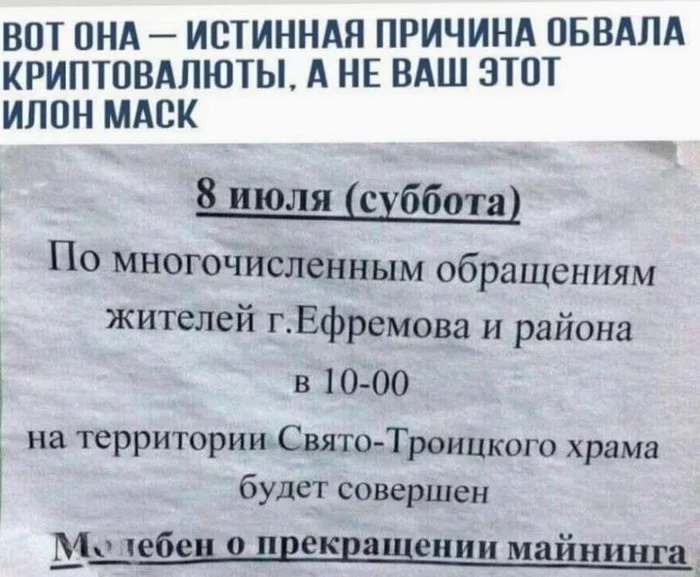 ВОТ ОНА – ИСТИННАЯ ПРИЧИНА ОБВАЛА
КРИПТОВАЛЮТЫ, А НЕ ВАШ ЭТОТ
ИЛОН МАСК
8 июля (суббота)
По многочисленным обращениям
жителей г.Ефремова и района
в 10-00
на территории Свято-Троицкого храма
будет совершен
Молебен о прекращении майнинга